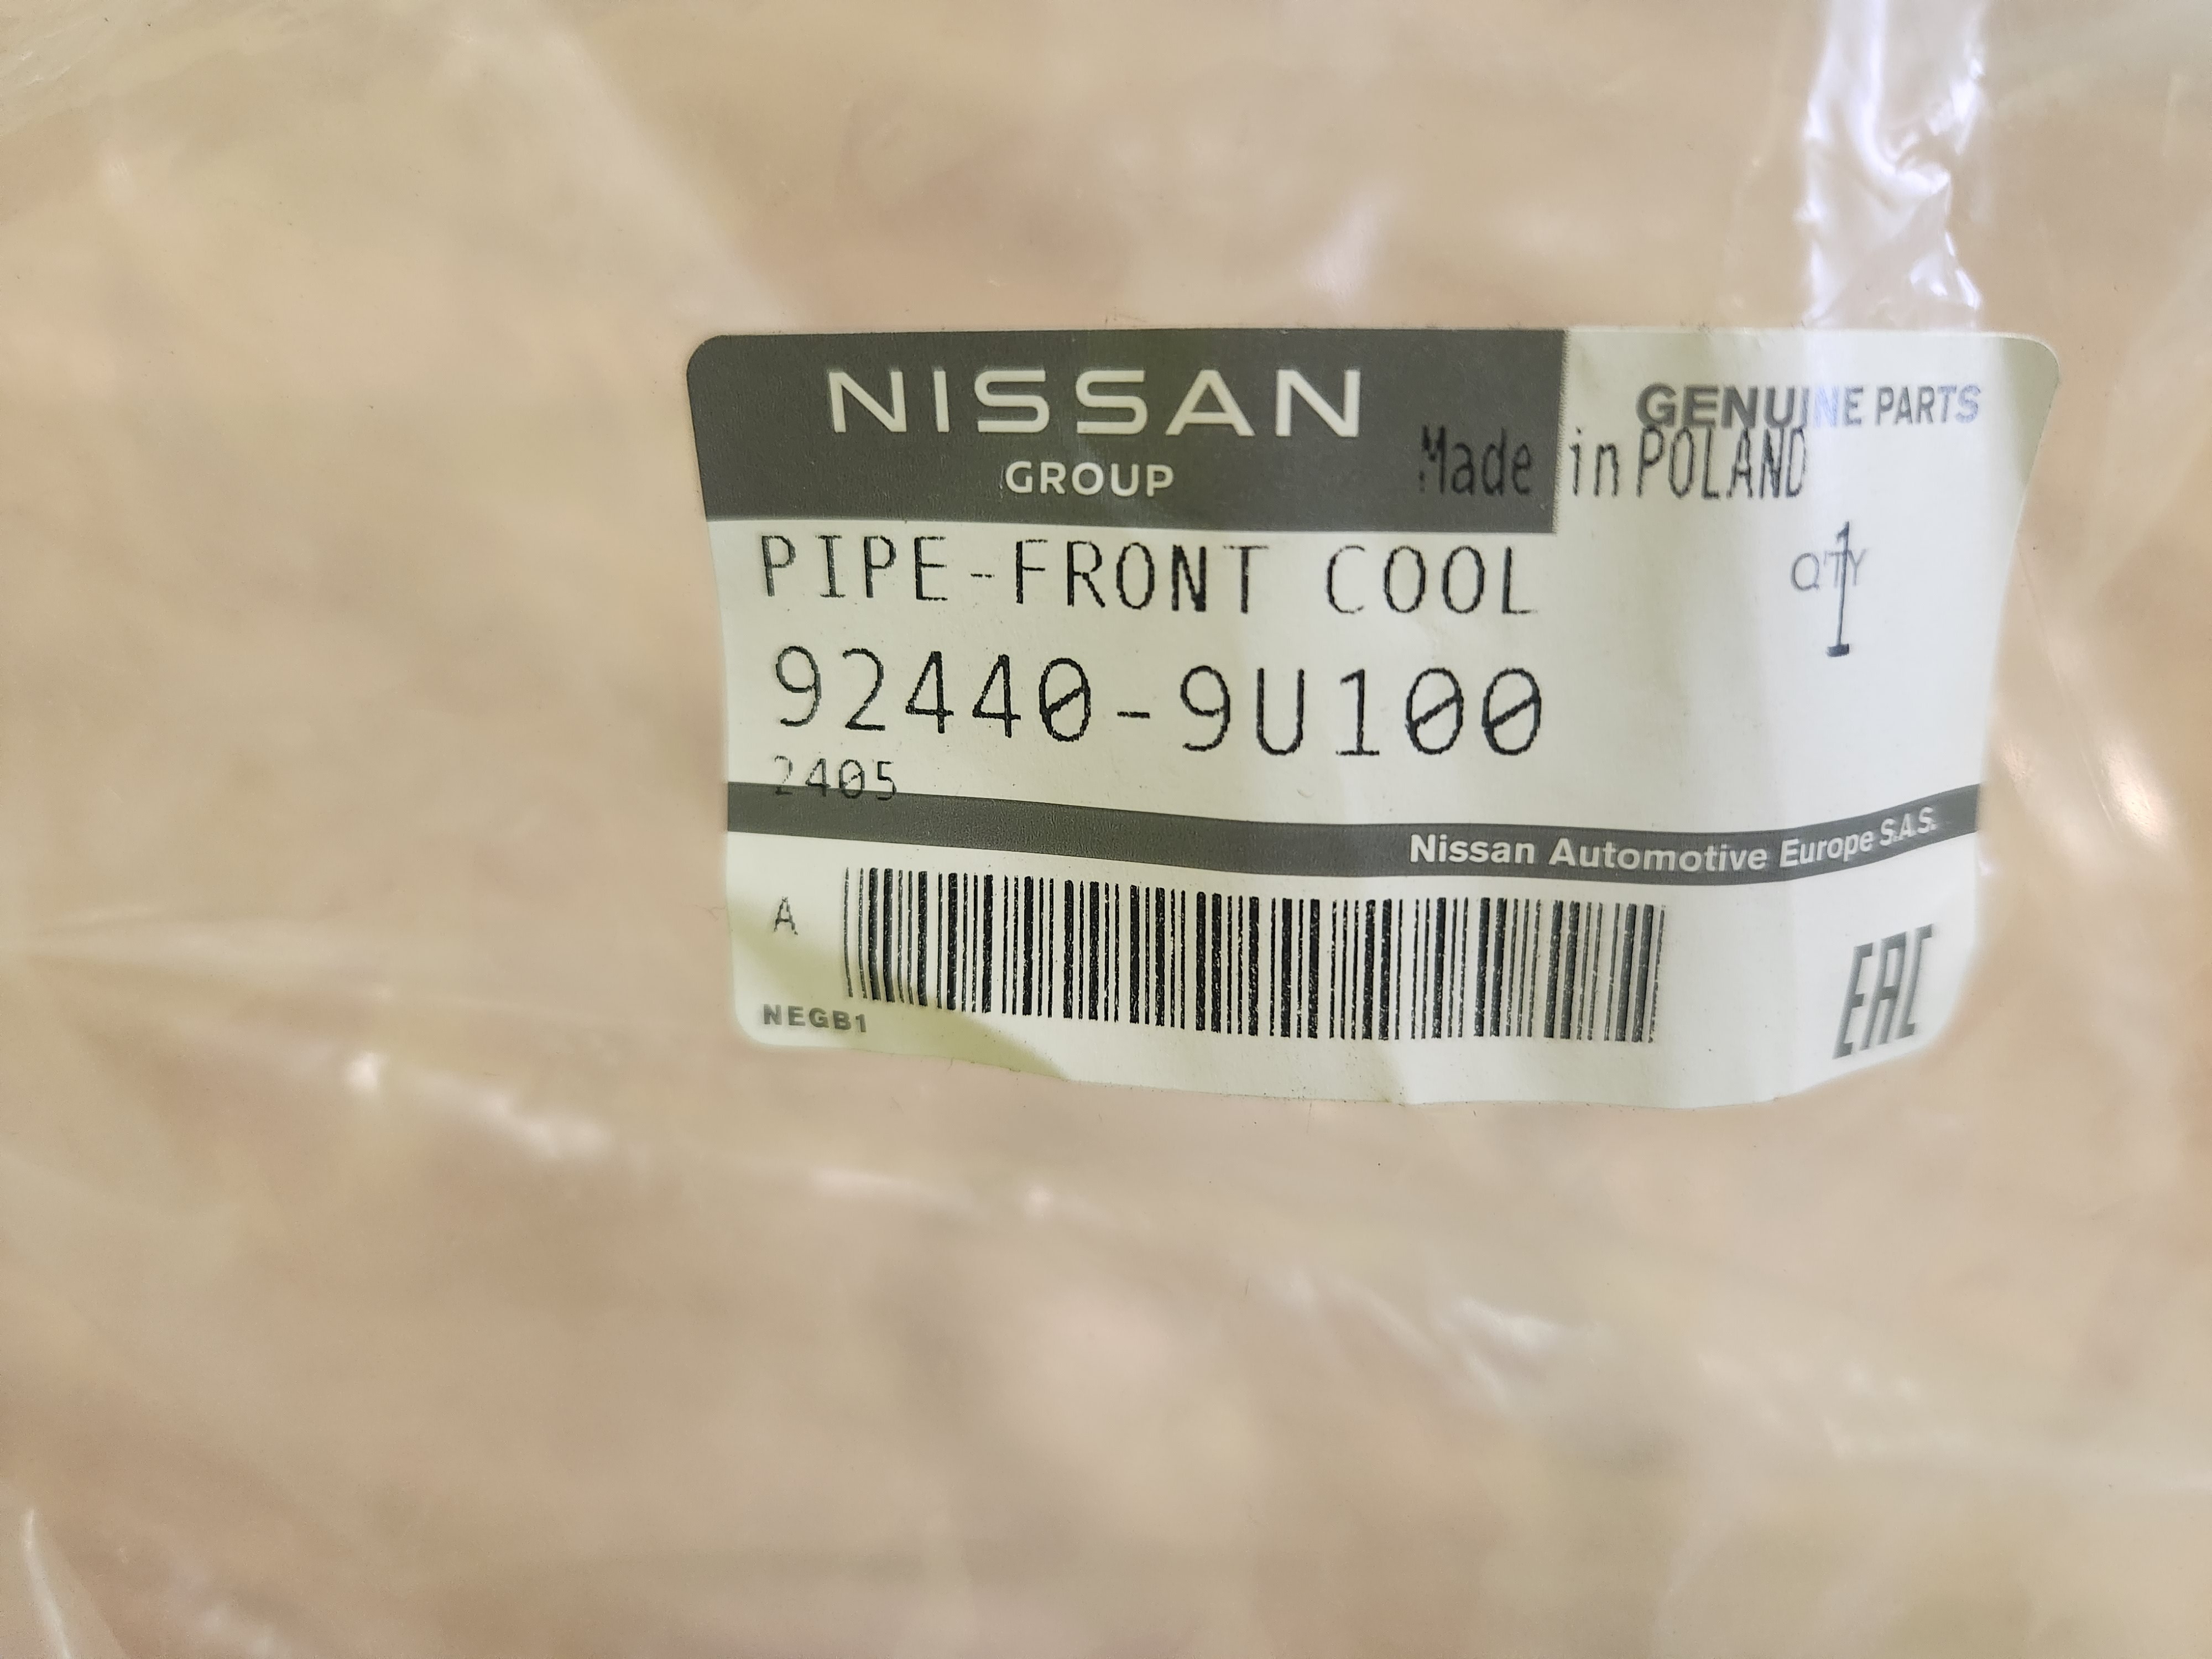 NISSAN
GROUP
GENUINE PARTS
Made in POLAND
PIPE-FRONT COOL
QTY
1
92440-9U100
2405
Nissan Automotive Europe S.A.S.
A
NEGB1
EAC